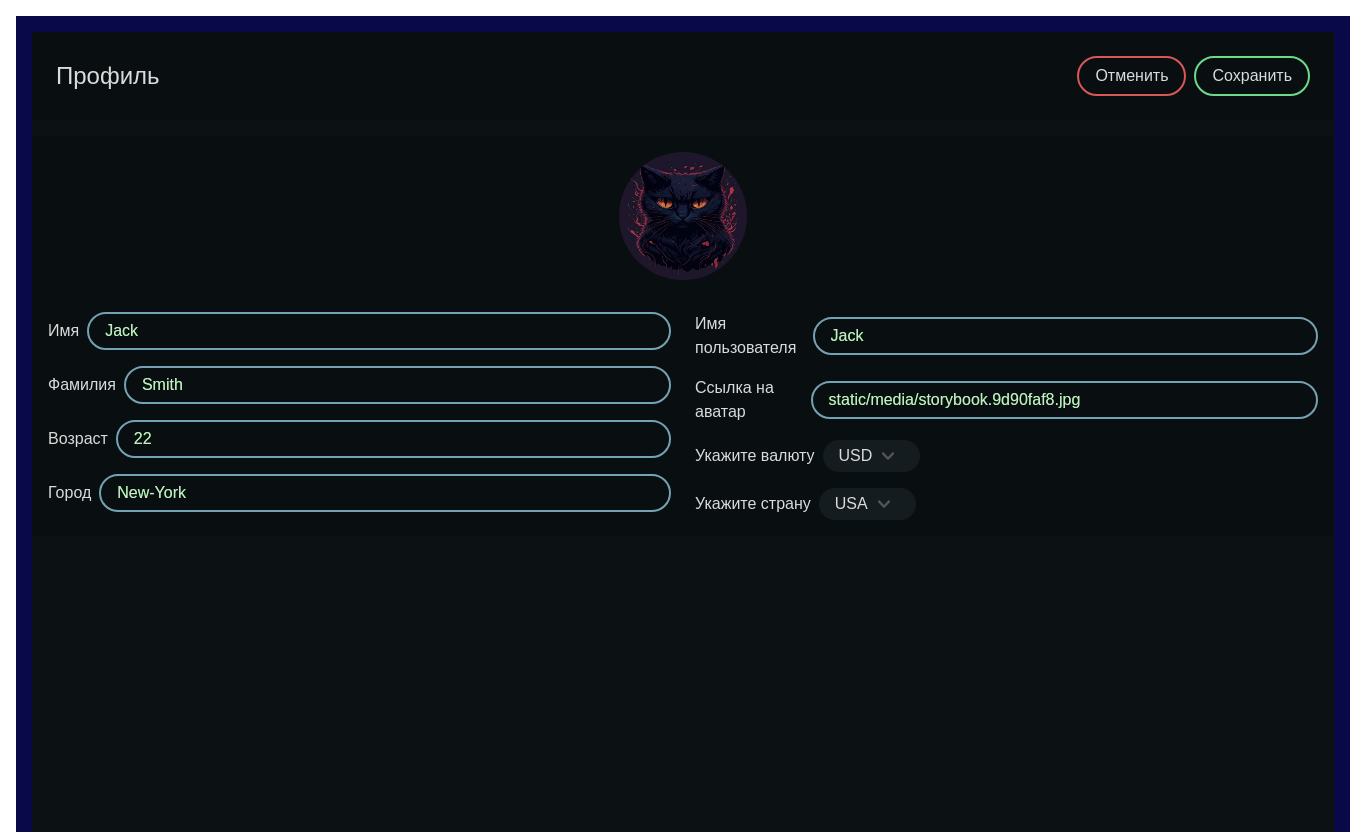 Профиль
Отменить
Сохранить
Имя
Jack
Фамилия
Smith
Возраст
22
Город
New-York
Имя
пользователя
Jack
Ссылка на
аватар
static/media/storybook.9d90faf8.jpg
Укажите валюту
USD
Укажите страну
USA